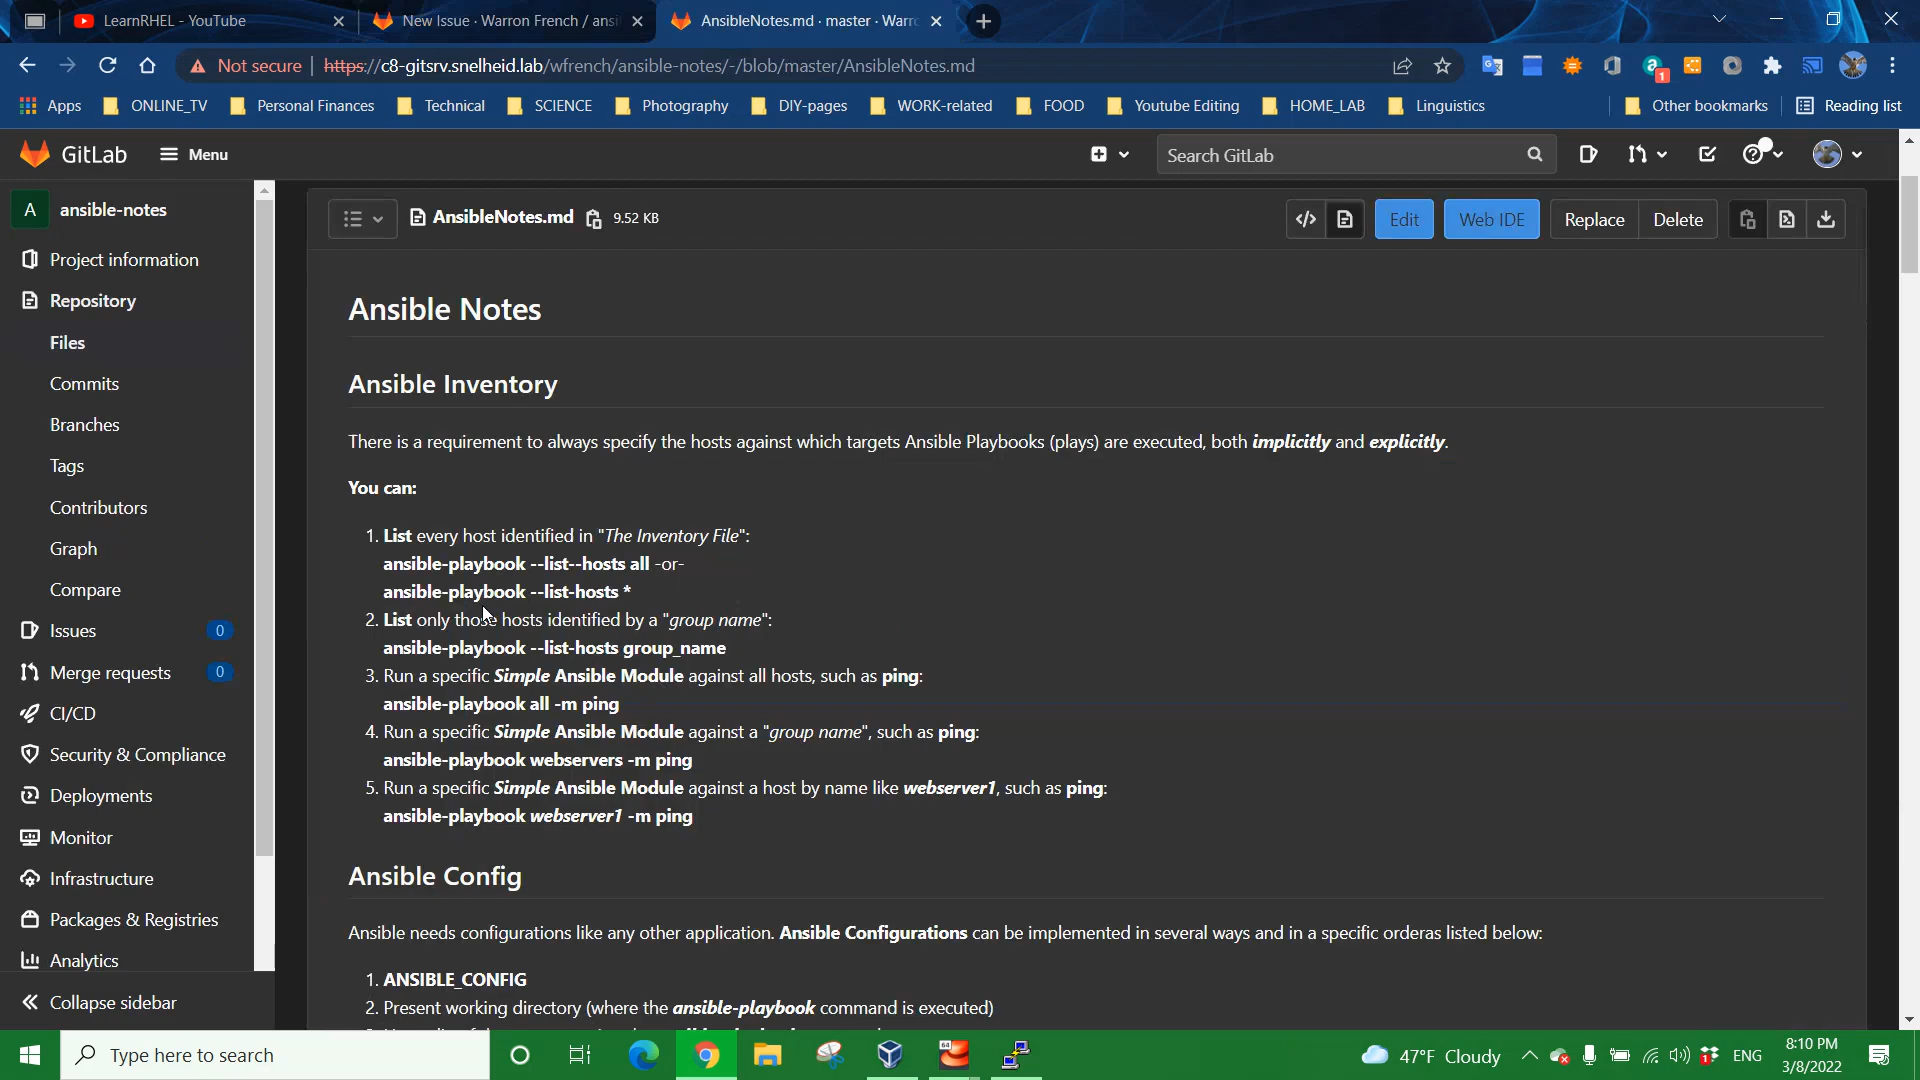 LearnRHEL - YouTube
New Issue · Warron French / ansi
AnsibleNotes.md · master · Warr
Not secure | https://c8-gitsrv.snelheid.lab/wfrench/ansible-notes/-/blob/master/AnsibleNotes.md
Apps ONLINE_TV Personal Finances Technical SCIENCE Photography DIY-pages WORK-related FOOD Youtube Editing HOME_LAB Linguistics Other bookmarks Reading list
GitLab Menu Search GitLab
A ansible-notes
Project information
Repository
Files
Commits
Branches
Tags
Contributors
Graph
Compare
Issues 0
Merge requests 0
CI/CD
Security & Compliance
Deployments
Monitor
Infrastructure
Packages & Registries
Analytics
Collapse sidebar
AnsibleNotes.md 9.52 KB Edit Web IDE Replace Delete
Ansible Notes
Ansible Inventory
There is a requirement to always specify the hosts against which targets Ansible Playbooks (plays) are executed, both implicitly and explicitly.
You can:
1. List every host identified in "The Inventory File":
ansible-playbook --list--hosts all -or-
ansible-playbook --list-hosts *
2. List only those hosts identified by a "group name":
ansible-playbook --list-hosts group_name
3. Run a specific Simple Ansible Module against all hosts, such as ping:
ansible-playbook all -m ping
4. Run a specific Simple Ansible Module against a "group name", such as ping:
ansible-playbook webservers -m ping
5. Run a specific Simple Ansible Module against a host by name like webserver1, such as ping:
ansible-playbook webserver1 -m ping
Ansible Config
Ansible needs configurations like any other application. Ansible Configurations can be implemented in several ways and in a specific orderas listed below:
1. ANSIBLE_CONFIG
2. Present working directory (where the ansible-playbook command is executed)
Type here to search
47°F Cloudy
ENG
8:10 PM
3/8/2022